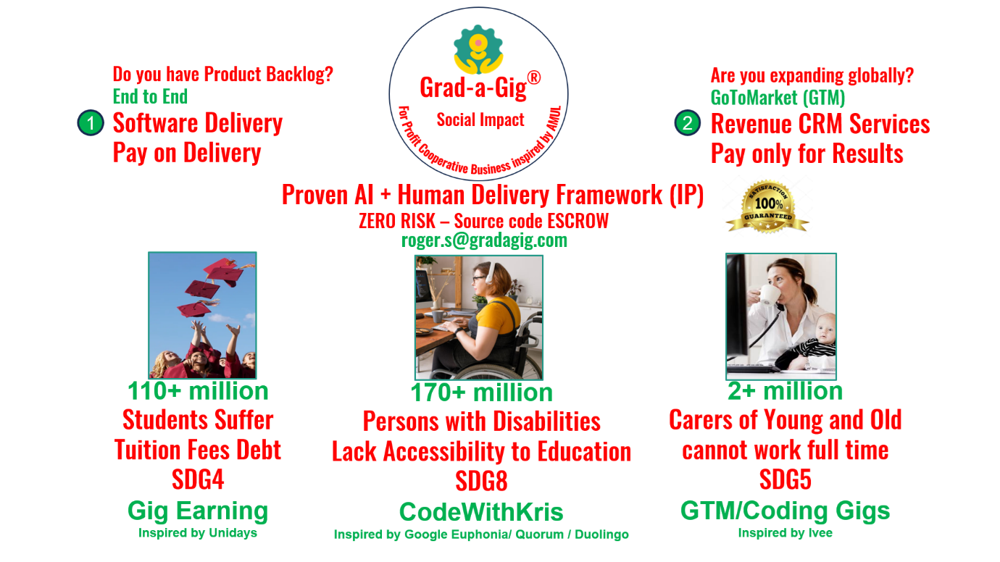 Do you have Product Backlog?
End to End
1
Software Delivery
Pay on Delivery
Grad-a-Gig®
Social Impact
For Profit Cooperative Business inspired by AMUL
Are you expanding globally?
GoToMarket (GTM)
2
Revenue CRM Services
Pay only for Results
Proven AI + Human Delivery Framework (IP)
ZERO RISK – Source code ESCROW
roger.s@gradagig.com
SATISFACTION
100%
GUARANTEED
110+ million
Students Suffer
Tuition Fees Debt
SDG4
Gig Earning
Inspired by Unidays
170+ million
Persons with Disabilities
Lack Accessibility to Education
SDG8
CodeWithKris
Inspired by Google Euphonia/ Quorum / Duolingo
2+ million
Carers of Young and Old
cannot work full time
SDG5
GTM/Coding Gigs
Inspired by Ivee